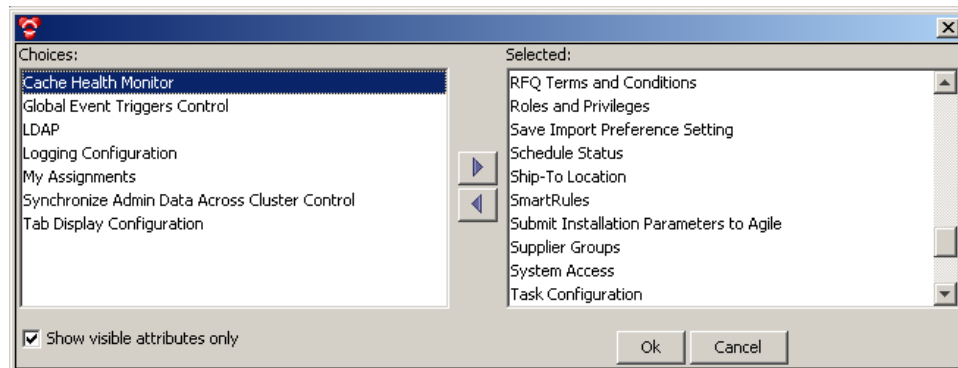 Choices:
Cache Health Monitor
Global Event Triggers Control
LDAP
Logging Configuration
My Assignments
Synchronize Admin Data Across Cluster Control
Tab Display Configuration
Selected:
RFQ Terms and Conditions
Roles and Privileges
Save Import Preference Setting
Schedule Status
Ship-To Location
SmartRules
Submit Installation Parameters to Agile
Supplier Groups
System Access
Task Configuration
Show visible attributes only
Ok
Cancel